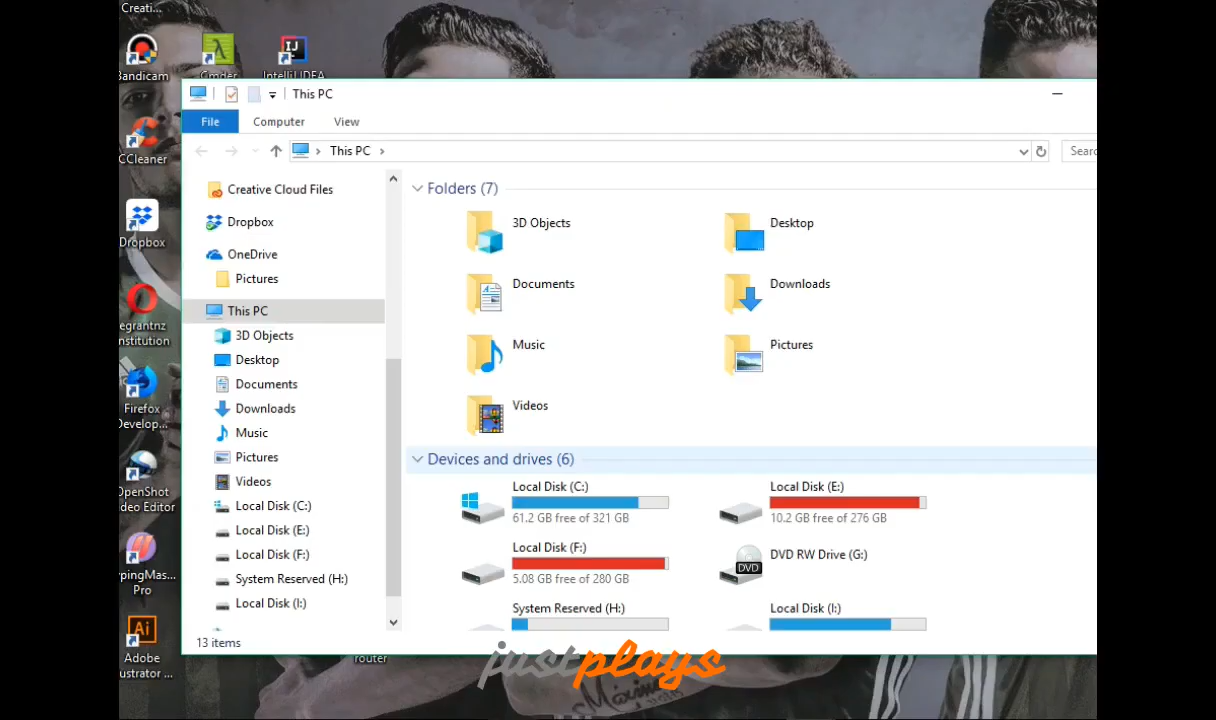 Creati...
Bandicam
Cmder
IntelliJ IDEA
This PC
File
Computer
View
This PC
Sear
CCleaner
Dropbox
egrantnz
nstitution
Firefox
Develop...
OpenShot
ideo Editor
ypingMas...
Pro
Adobe
lustrator ...
Creative Cloud Files
Dropbox
OneDrive
Pictures
This PC
3D Objects
Desktop
Documents
Downloads
Music
Pictures
Videos
Local Disk (C:)
Local Disk (E:)
Local Disk (F:)
System Reserved (H:)
Local Disk (I:)
13 items
Folders (7)
3D Objects
Desktop
Documents
Downloads
Music
Pictures
Videos
Devices and drives (6)
Local Disk (C:)
61.2 GB free of 321 GB
Local Disk (E:)
10.2 GB free of 276 GB
Local Disk (F:)
5.08 GB free of 280 GB
DVD RW Drive (G:)
DVD
System Reserved (H:)
Local Disk (I:)
router
justplays